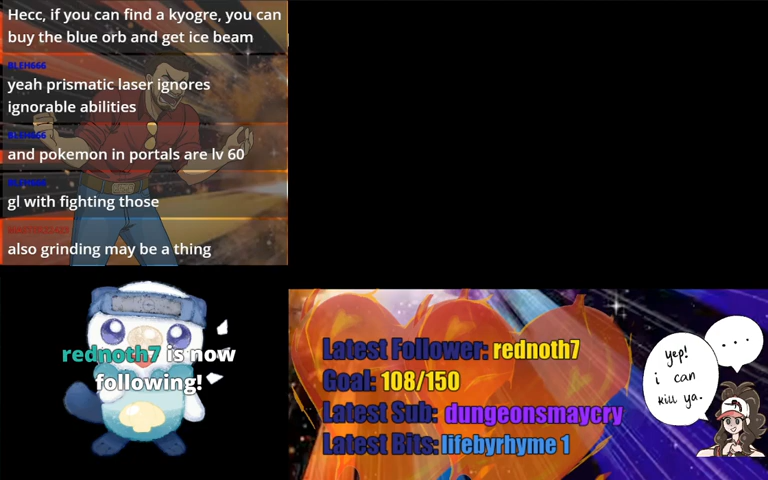 Hecc, if you can find a kyogre, you can
buy the blue orb and get ice beam
BLEH666
yeah prismatic laser ignores
ignorable abilities
BLEH666
and pokemon in portals are lv 60
BLEH666
gl with fighting those
also grinding may be a thing
rednoth7 is now
following!
Latest Follower: rednoth7
Goal: 108/150
Latest Sub: dungeonsmaycry
Latest Bits: lifebyrhyme 1
yep!
i can
kill ya.
...